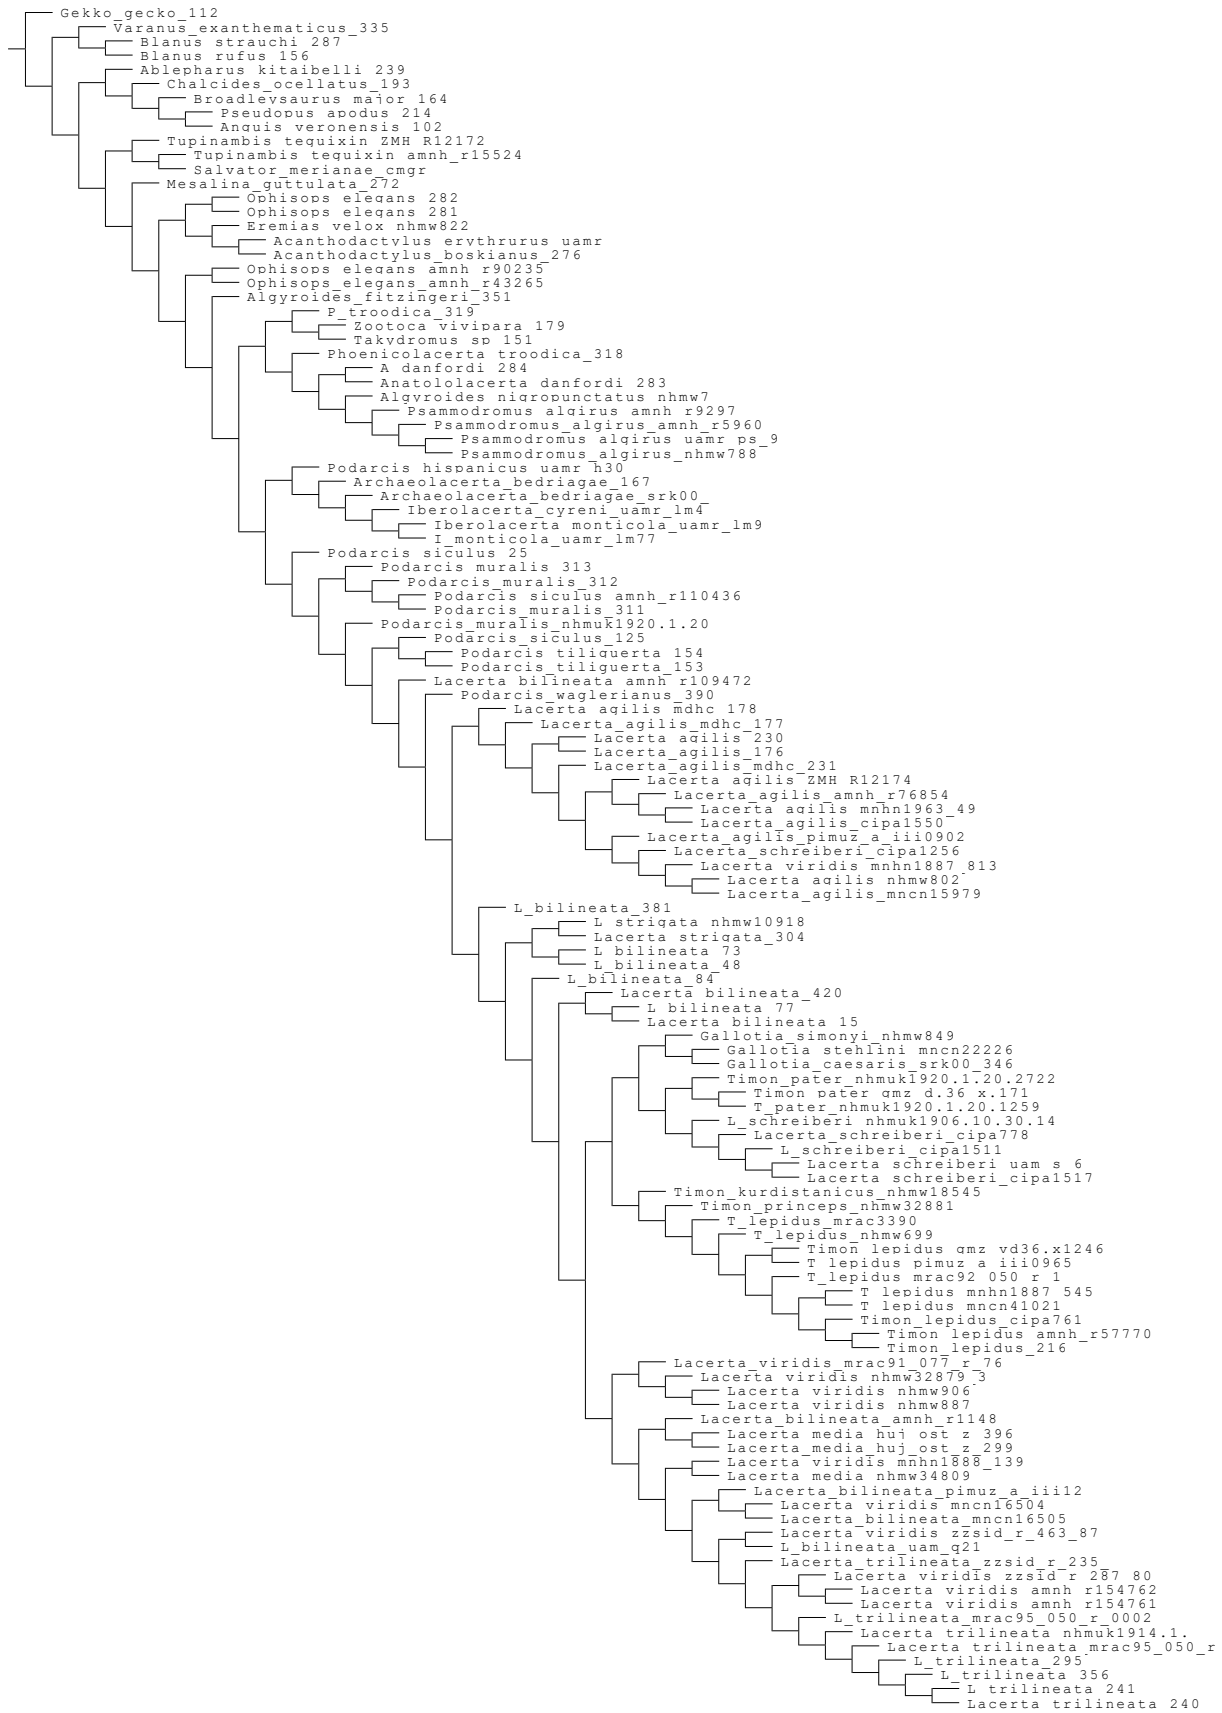 Gekko_gecko_112
Varanus_exanthematicus_335
Blanus_strauchi_287
Blanus_rufus_156
Ablepharus_kitaibelli_239
Chalcides_ocellatus_193
Broadleysaurus_major_164
Pseudopus_apodus_214
Anguis_veronensis_102
Tupinambis_teguixin_ZMH_R12172
Tupinambis_teguixin_amnh_r15524
Salvator_merianae_cmgr
Mesalina_guttulata_272
Ophisops_elegans_282
Ophisops_elegans_281
Eremias_velox_nhmw822
Acanthodactylus_erythrurus_uamr
Acanthodactylus_boskianus_276
Ophisops_elegans_amnh_r90235
Ophisops_elegans_amnh_r43265
Algyroides_fitzingeri_351
P_troodica_319
Zootoca_vivipara_179
Takydromus_sp_151
Phoenicolacerta_troodica_318
A_danfordi_284
Anatololacerta_danfordi_283
Algyroides_nigropunctatus_nhmw7
Psammodromus_algirus_amnh_r9297
Psammodromus_algirus_amnh_r5960
Psammodromus_algirus_uamr_ps_9
Psammodromus_algirus_nhmw788
Podarcis_hispanicus_uamr_h30
Archaeolacerta_bedriagae_167
Archaeolacerta_bedriagae_srk00_
Iberolacerta_cyreni_uamr_lm4
Iberolacerta_monticola_uamr_lm9
I_monticola_uamr_lm77
Podarcis_siculus_25
Podarcis_muralis_313
Podarcis_muralis_312
Podarcis_siculus_amnh_r110436
Podarcis_muralis_311
Podarcis_muralis_nhmuk1920.1.20
Podarcis_siculus_125
Podarcis_tiliguerta_154
Podarcis_tiliguerta_153
Lacerta_bilineata_amnh_r109472
Podarcis_waglerianus_390
Lacerta_agilis_mdhc_178
Lacerta_agilis_mdhc_177
Lacerta_agilis_230
Lacerta_agilis_176
Lacerta_agilis_mdhc_231
Lacerta_agilis_ZMH_R12174
Lacerta_agilis_amnh_r76854
Lacerta_agilis_mnhn1963_49
Lacerta_agilis_cipa1550
Lacerta_agilis_pimuz_a_iii0902
Lacerta_schreiberi_cipa1256
Lacerta_viridis_mnhn1887_813
Lacerta_agilis_nhmw802
Lacerta_agilis_mncn15979
L_bilineata_381
L_strigata_nhmw10918
Lacerta_strigata_304
L_bilineata_73
L_bilineata_48
L_bilineata_84
Lacerta_bilineata_420
L_bilineata_77
Lacerta_bilineata_15
Gallotia_simonyi_nhmw849
Gallotia_stehlini_mncn22226
Gallotia_caesaris_srk00_346
Timon_pater_nhmuk1920.1.20.2722
Timon_pater_gmz_d.36_x.171
T_pater_nhmuk1920.1.20.1259
L_schreiberi_nhmuk1906.10.30.14
Lacerta_schreiberi_cipa778
L_schreiberi_cipa1511
Lacerta_schreiberi_uam_s_6
Lacerta_schreiberi_cipa1517
Timon_kurdistanicus_nhmw18545
Timon_princeps_nhmw32881
T_lepidus_mrac3390
T_lepidus_nhmw699
Timon_lepidus_gmz_vd36.x1246
T_lepidus_pimuz_a_iii0965
T_lepidus_mrac92_050_r_1
T_lepidus_mnhn1887_545
T_lepidus_mncn41021
Timon_lepidus_cipa761
Timon_lepidus_amnh_r57770
Timon_lepidus_216
Lacerta_viridis_mrac91_077_r_76
Lacerta_viridis_nhmw32879_3
Lacerta_viridis_nhmw906
Lacerta_viridis_nhmw887
Lacerta_bilineata_amnh_r1148
Lacerta_media_huj_ost_z_396
Lacerta_media_huj_ost_z_299
Lacerta_viridis_mnhn1888_139
Lacerta_media_nhmw34809
Lacerta_bilineata_pimuz_a_iii12
Lacerta_viridis_mncn16504
Lacerta_bilineata_mncn16505
Lacerta_viridis_zzsid_r_463_87
L_bilineata_uam_q21
Lacerta_trilineata_zzsid_r_235_
Lacerta_viridis_zzsid_r_287_80
Lacerta_viridis_amnh_r154762
Lacerta_viridis_amnh_r154761
L_trilineata_mrac95_050_r_0002
Lacerta_trilineata_nhmuk1914.1.
Lacerta_trilineata_mrac95_050_r
L_trilineata_295
L_trilineata_356
L_trilineata_241
Lacerta_trilineata_240